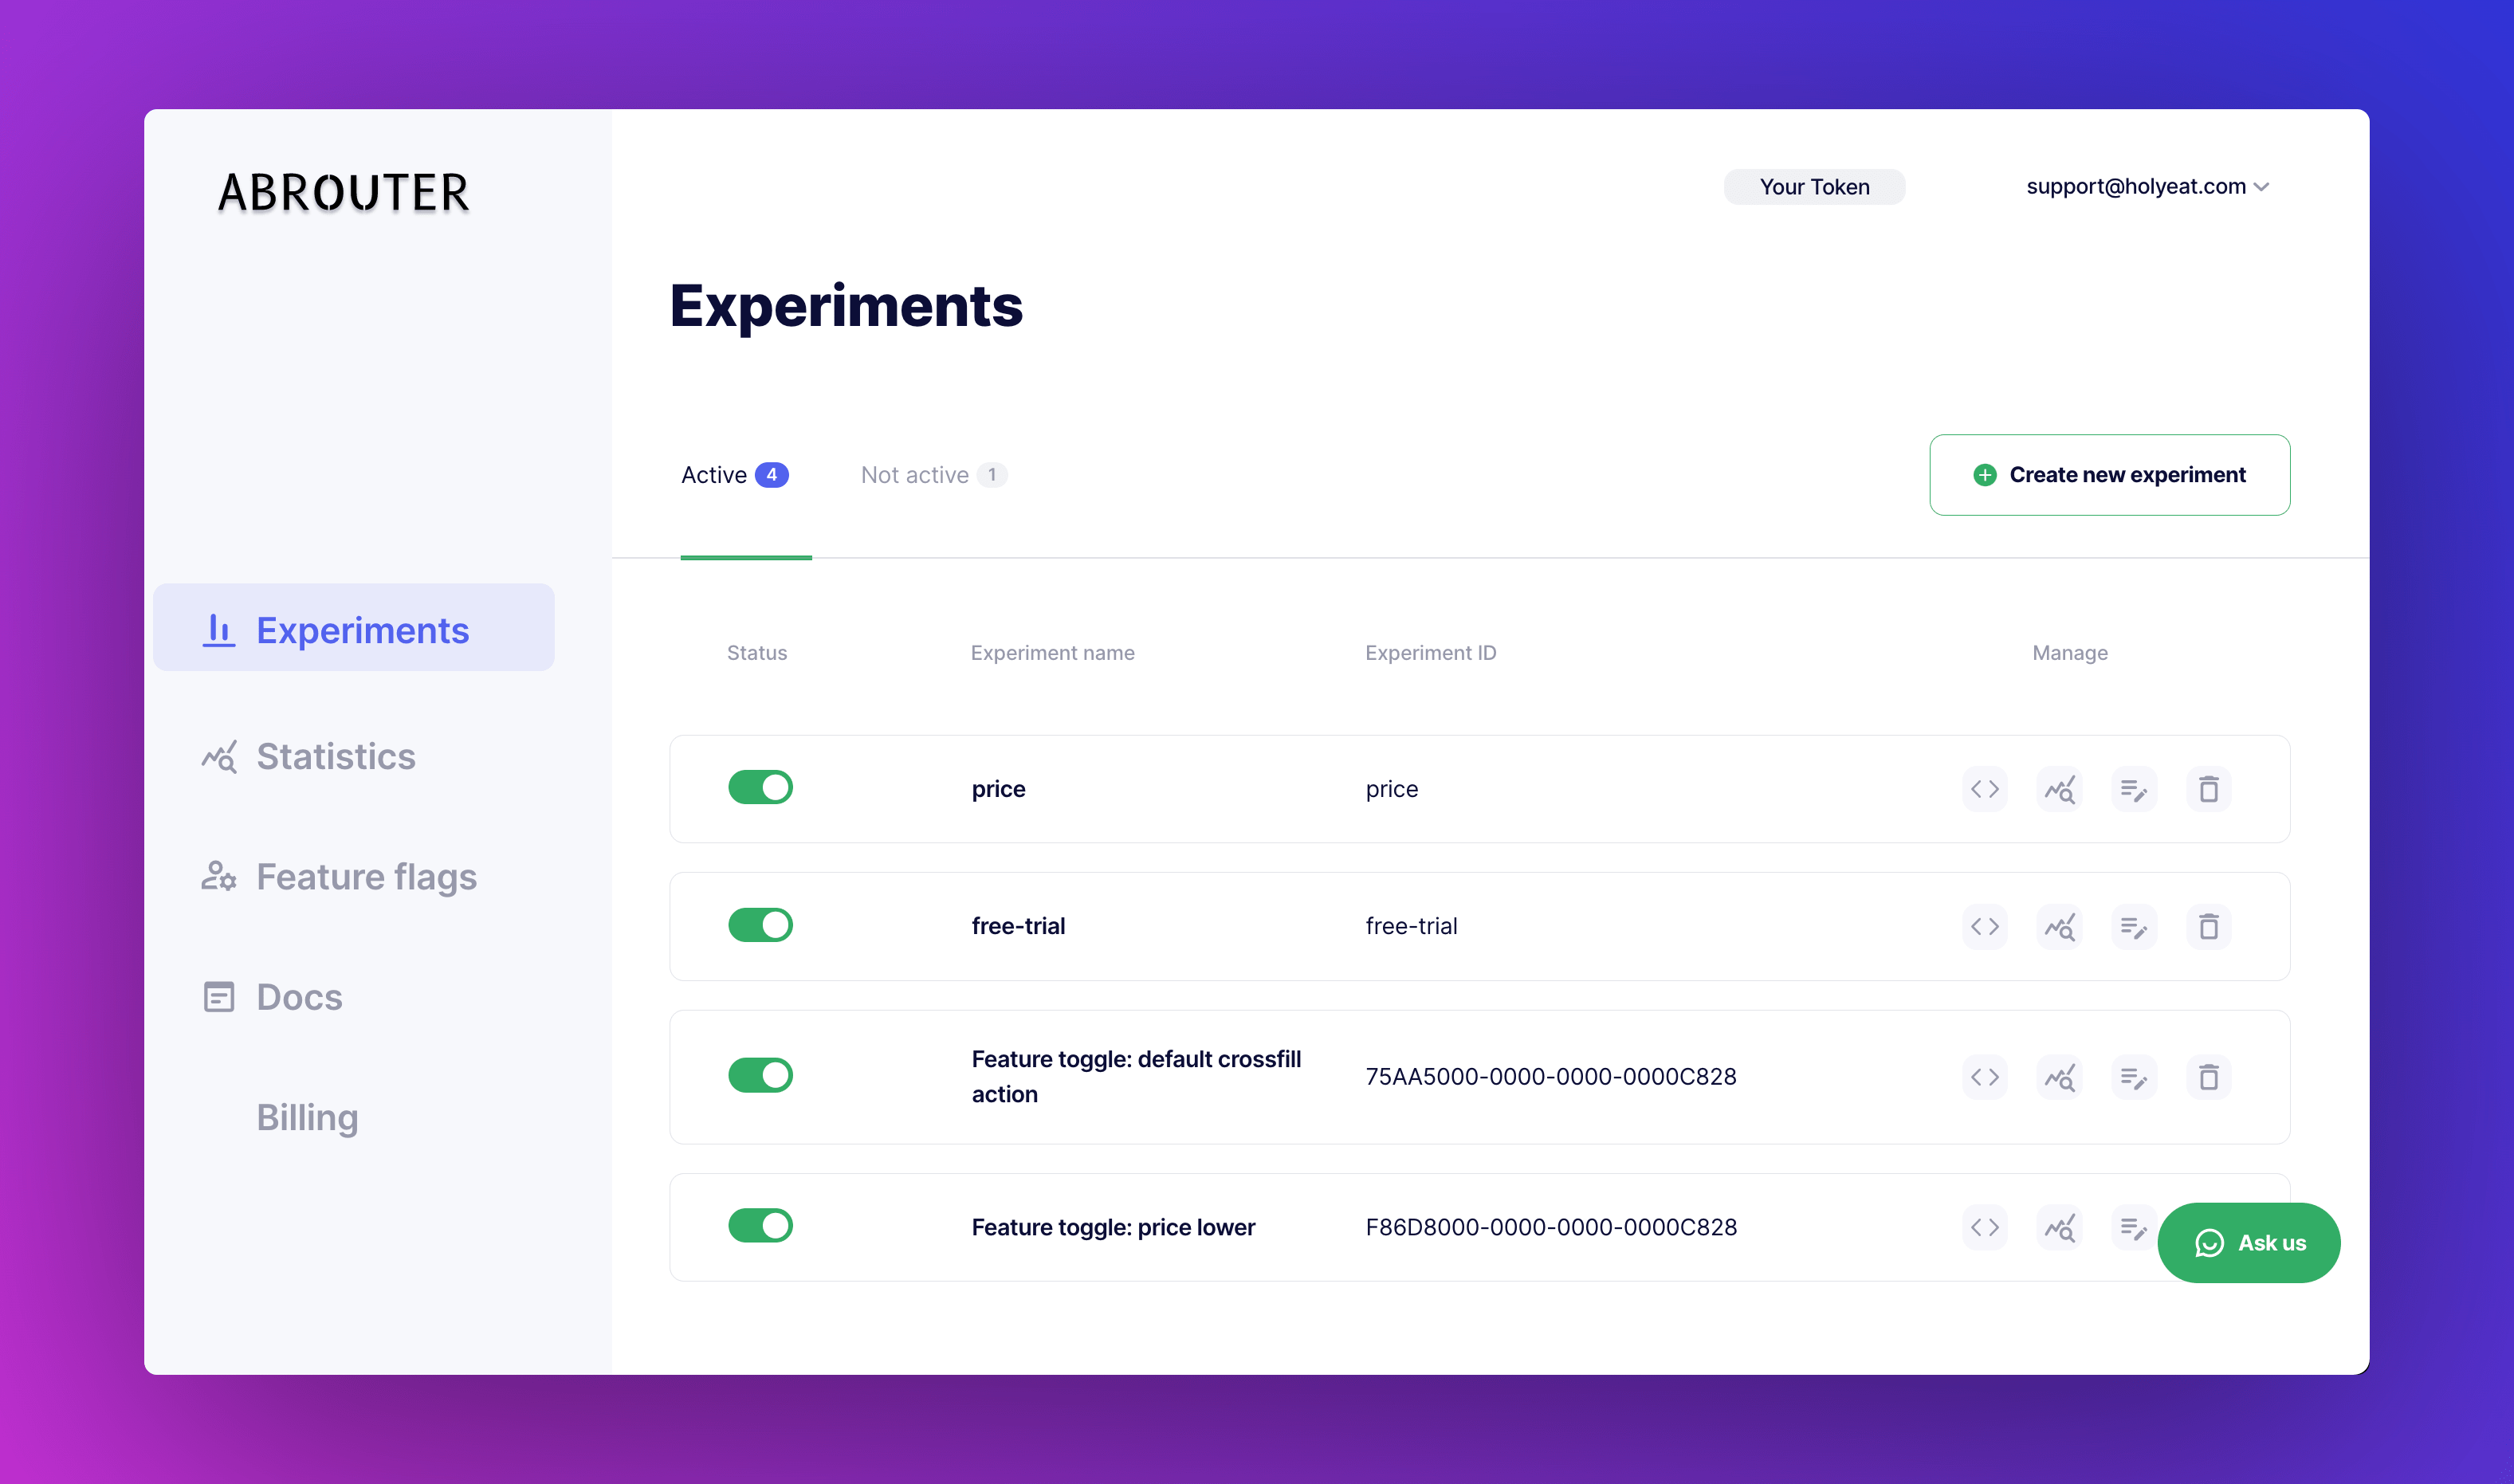 ABROUTER
Your Token
support@holyeat.com
Experiments
Active 4
Not active 1
Create new experiment
Experiments
Statistics
Feature flags
Docs
Billing
Status Experiment name Experiment ID Manage
price price
free-trial free-trial
Feature toggle: default crossfill
action
75AA5000-0000-0000-0000C828
Feature toggle: price lower F86D8000-0000-0000-0000C828
Ask us